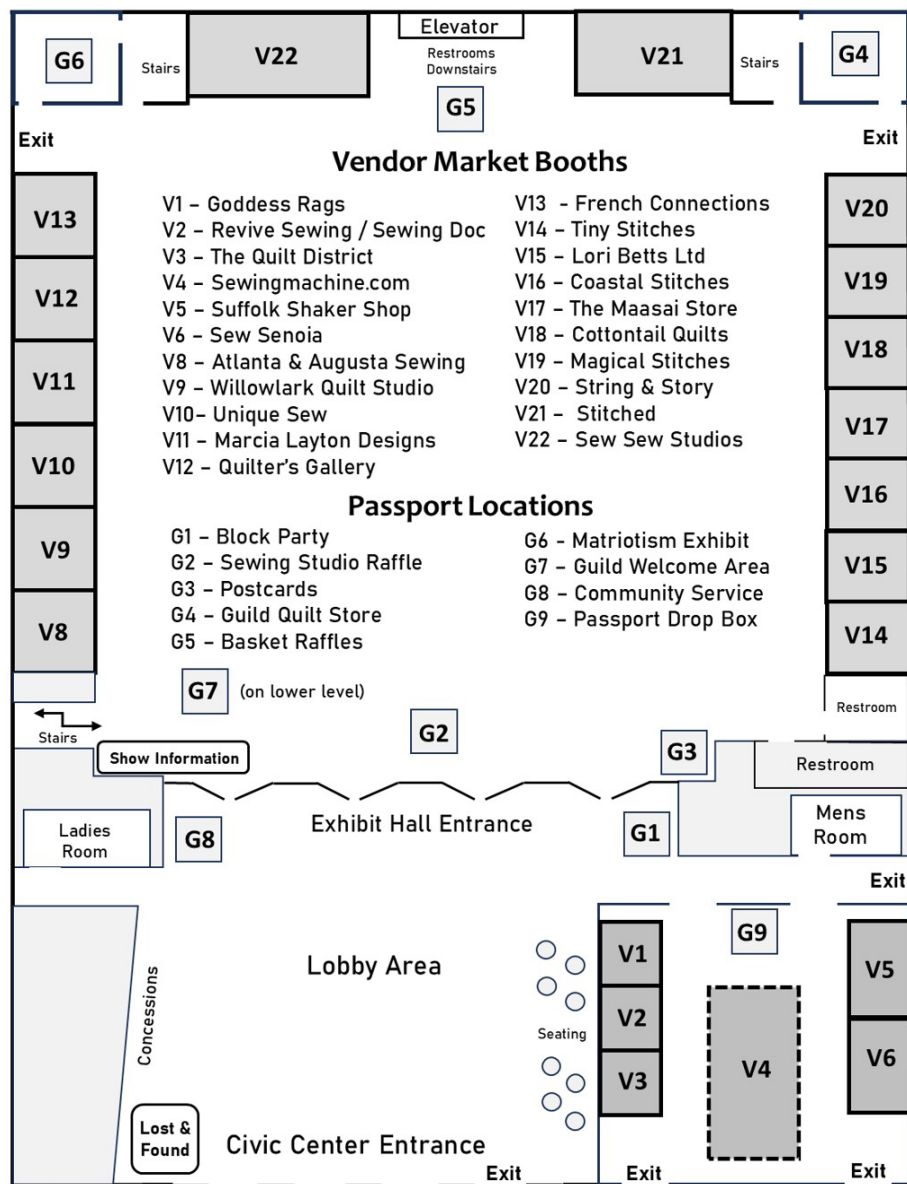 Elevator
G6
Stairs
V22
Restrooms
Downstairs
V21
Stairs
G4
G5
Exit
Exit
Vendor Market Booths
V1 – Goddess Rags
V2 – Revive Sewing / Sewing Doc
V3 – The Quilt District
V4 – Sewingmachine.com
V5 – Suffolk Shaker Shop
V6 – Sew Senoia
V8 – Atlanta & Augusta Sewing
V9 – Willowlark Quilt Studio
V10– Unique Sew
V11 – Marcia Layton Designs
V12 – Quilter's Gallery
V13 – French Connections
V14 – Tiny Stitches
V15 – Lori Betts Ltd
V16 – Coastal Stitches
V17 – The Maasai Store
V18 – Cottontail Quilts
V19 – Magical Stitches
V20 – String & Story
V21 – Stitched
V22 – Sew Sew Studios
V13
V12
V11
V10
V9
V8
V20
V19
V18
V17
V16
V15
V14
Passport Locations
G1 – Block Party
G2 – Sewing Studio Raffle
G3 – Postcards
G4 – Guild Quilt Store
G5 – Basket Raffles
G6 – Matriotism Exhibit
G7 – Guild Welcome Area
G8 – Community Service
G9 – Passport Drop Box
G7
(on lower level)
Restroom
Stairs
G2
G3
Show Information
Restroom
Exhibit Hall Entrance
Ladies
Room
G8
G1
Mens
Room
Exit
G9
Lobby Area
V1
V2
V3
V4
V5
V6
Concessions
Seating
Lost &
Found
Civic Center Entrance
Exit
Exit
Exit